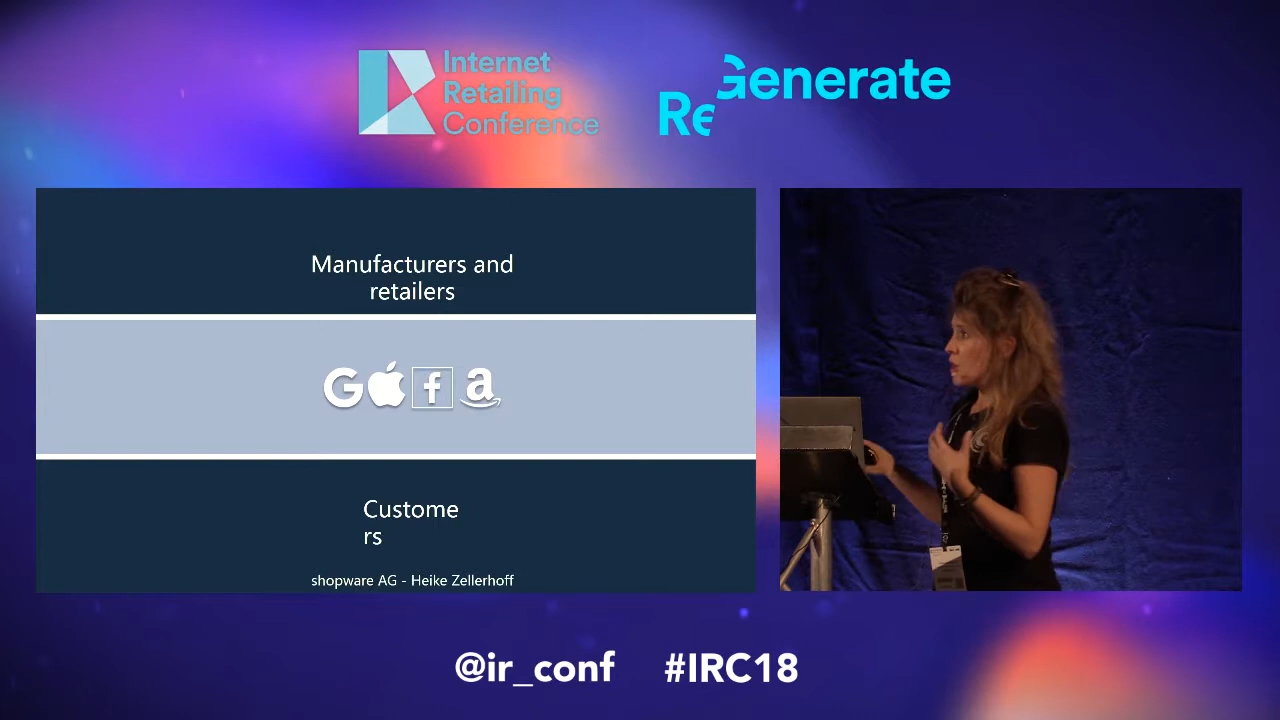 Internet
Retailing
Conference
ReGenerate
Manufacturers and
retailers
Custome
rs
shopware AG - Heike Zellerhoff
@ir_conf #IRC18